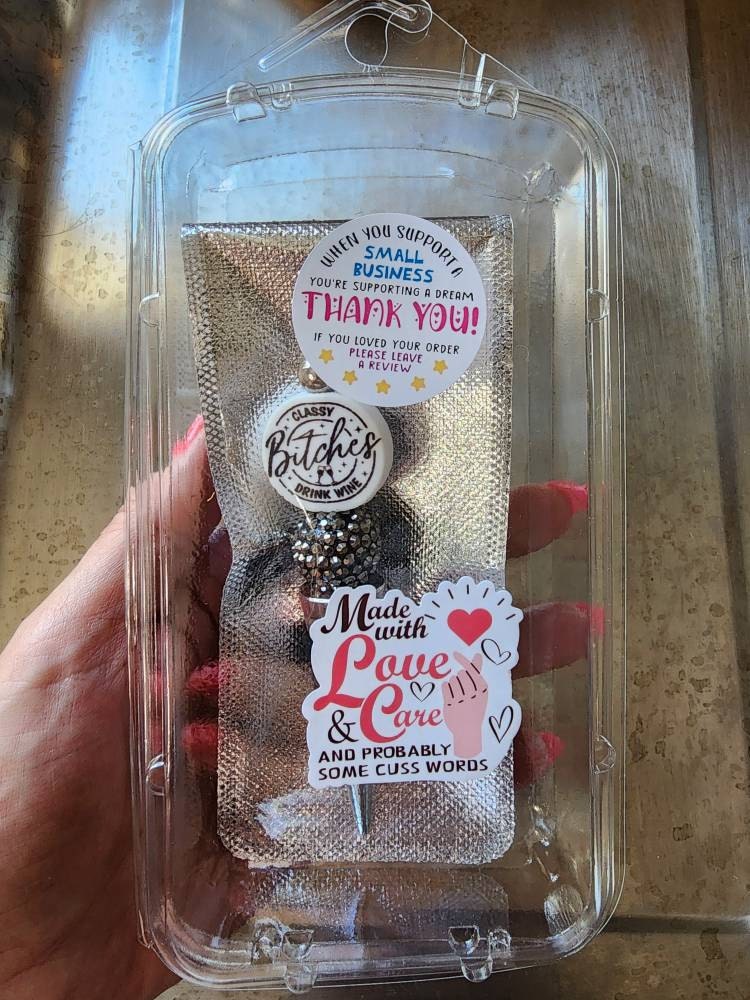 WHEN YOU SUPPORT A
SMALL
BUSINESS
YOU'RE SUPPORTING A DREAM
THANK YOU!
IF YOU LOVED YOUR ORDER
PLEASE LEAVE
A REVIEW
CLASSY
Bitches
DRINK WINE
Made
with
Love
& Care
AND PROBABLY
SOME CUSS WORDS